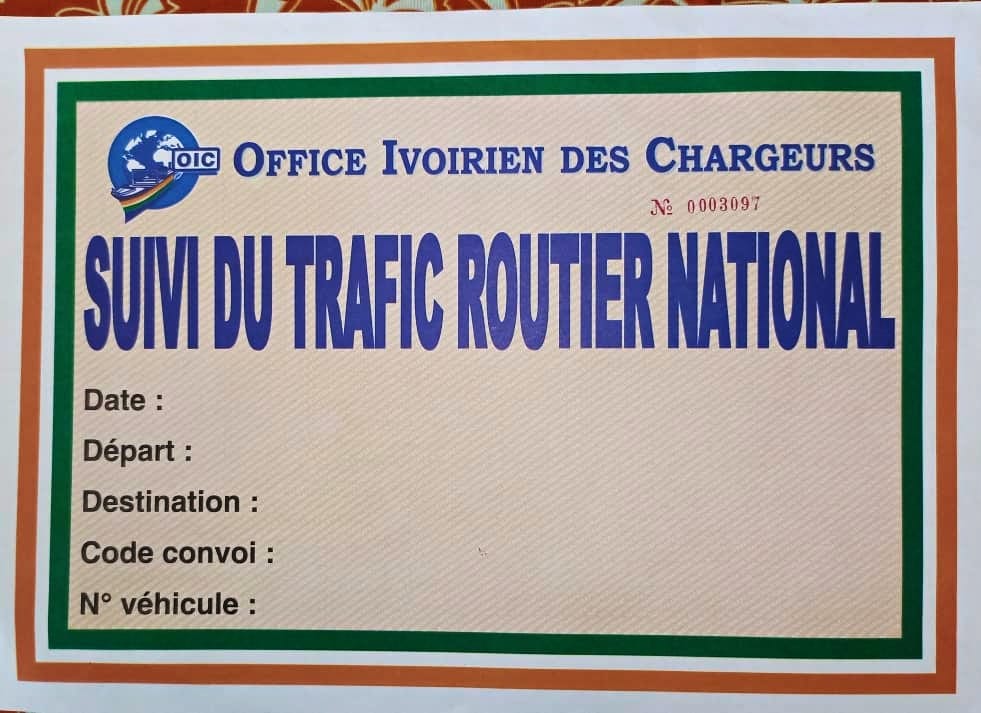 OIC OFFICE IVOIRIEN DES CHARGEURS
№ 0003097
SUIVI DU TRAFIC ROUTIER NATIONAL
Date :
Départ :
Destination :
Code convoi :
N° véhicule :